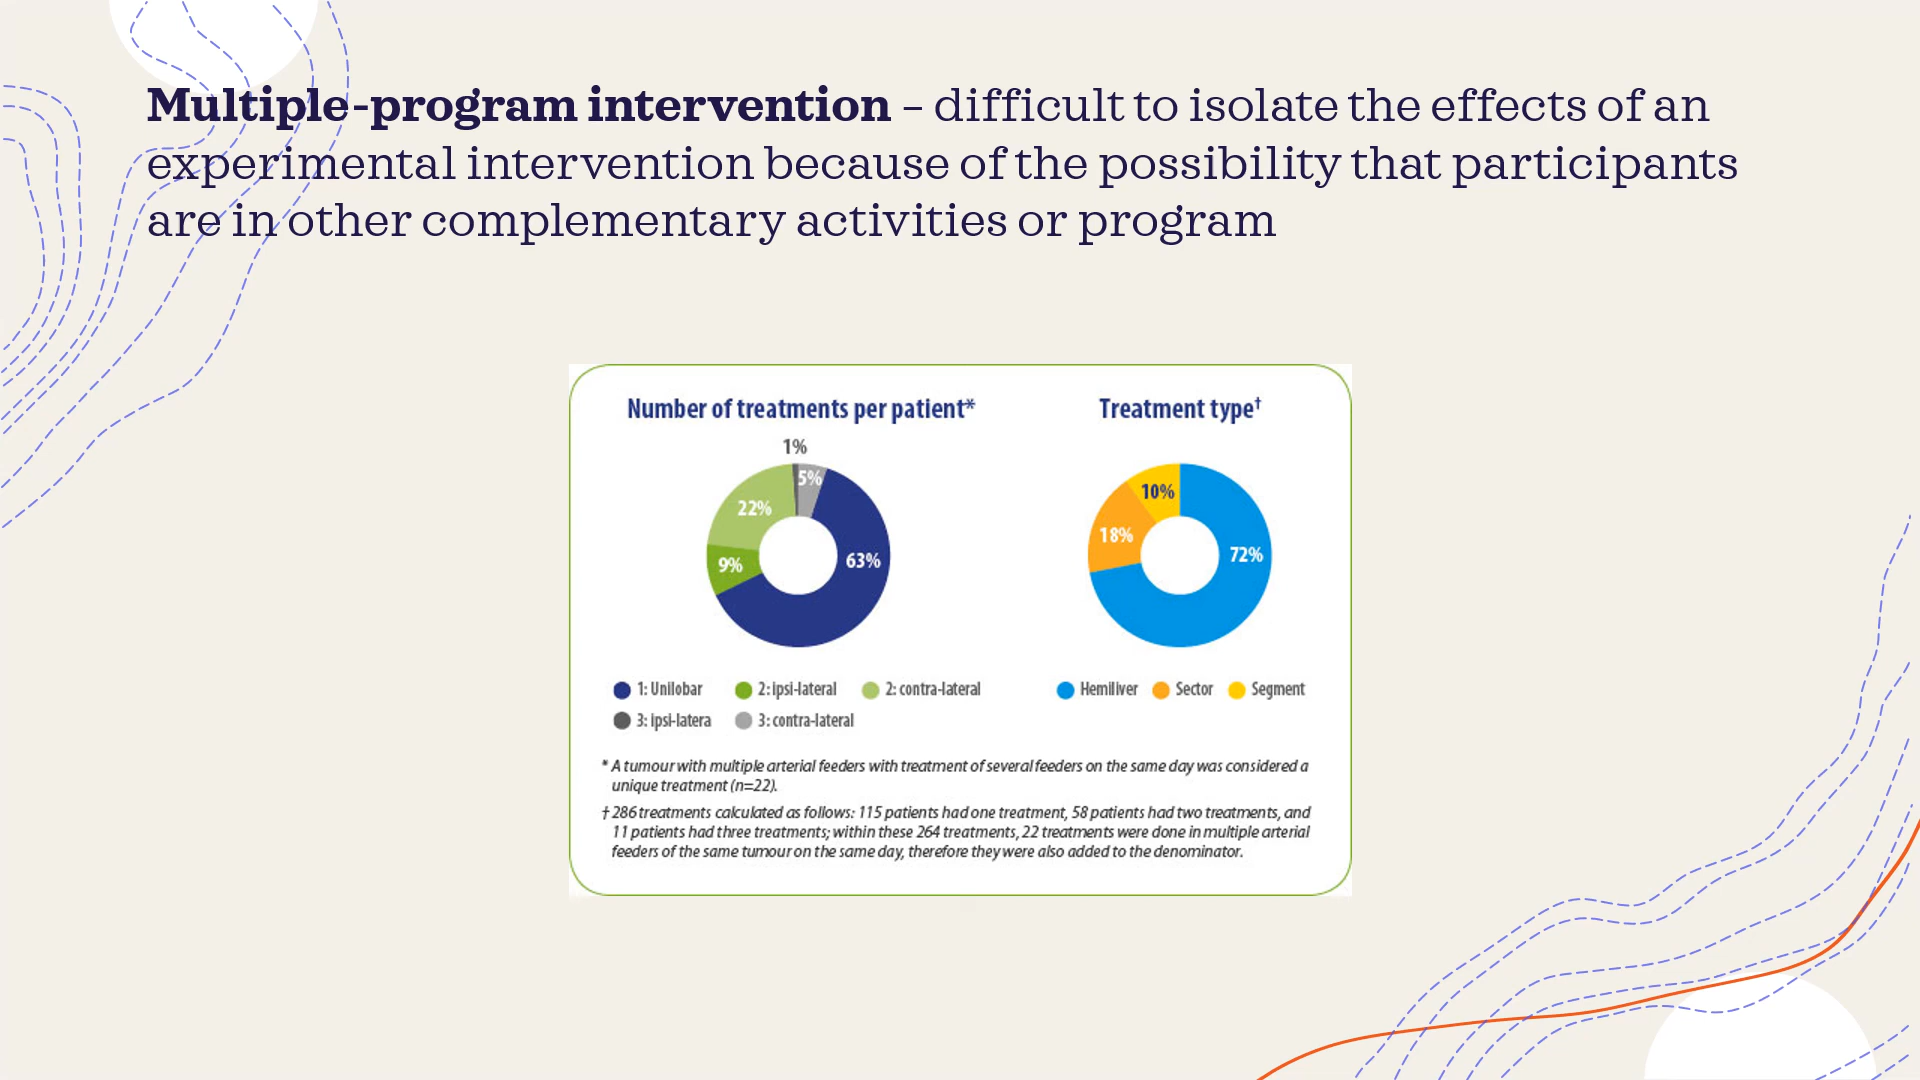 Multiple-program intervention – difficult to isolate the effects of an
experimental intervention because of the possibility that participants
are in other complementary activities or program
Number of treatments per patient*
1%
5%
22%
9%
63%
1: Unilobar
2: ipsi-lateral
2: contra-lateral
3: ipsi-latera
3: contra-lateral
Treatment type†
10%
18%
72%
Hemiliver
Sector
Segment
* A tumour with multiple arterial feeders with treatment of several feeders on the same day was considered a
unique treatment (n=22).
† 286 treatments calculated as follows: 115 patients had one treatment, 58 patients had two treatments, and
11 patients had three treatments; within these 264 treatments, 22 treatments were done in multiple arterial
feeders of the same tumour on the same day, therefore they were also added to the denominator.